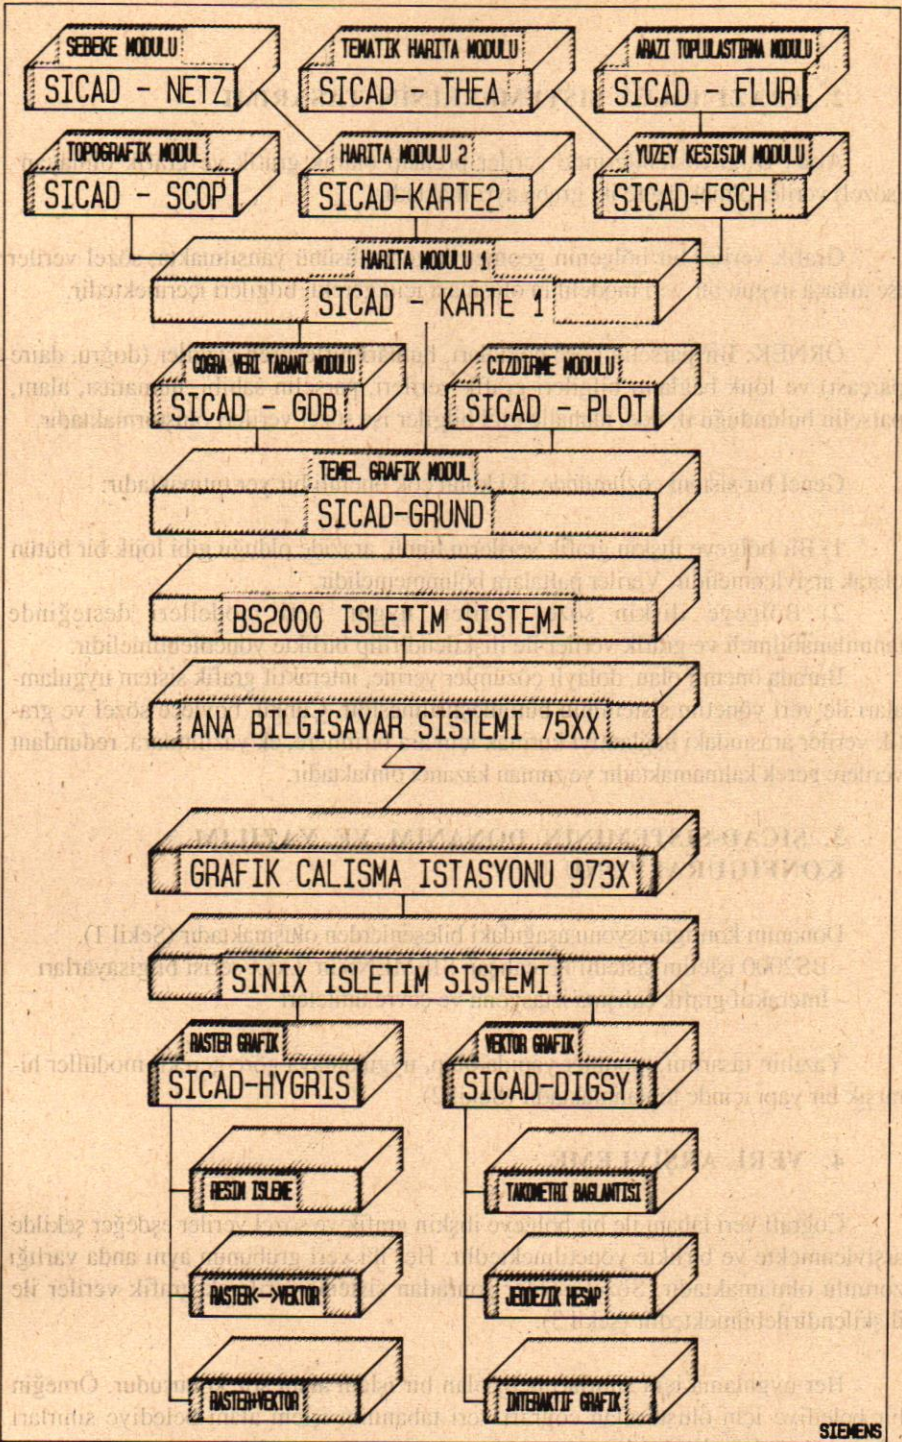 SEBEKE MODULU
SICAD - NETZ
TEMATIK HARITA MODULU
SICAD - THEA
ARAZI TOPLULASTIRMA MODULU
SICAD - FLUR
TOPOGRAFIK MODUL
SICAD - SCOP
HARITA MODULU 2
SICAD-KARTE2
YUZEY KESISIM MODULU
SICAD-FSCH
HARITA MODULU 1
SICAD - KARTE 1
COGRA VERI TABANI MODULU
SICAD - GDB
CIZDIRME MODULU
SICAD - PLOT
TEMEL GRAFIK MODUL
SICAD-GRUND
BS2000 ISLETIM SISTEMI
ANA BILGISAYAR SISTEMI 75XX
GRAFIK CALISMA ISTASYONU 973X
SINIX ISLETIM SISTEMI
RASTER GRAFIK
SICAD-HYGRIS
VEKTOR GRAFIK
SICAD-DIGSY
RESIM ISLEME
TAKOMETRI BAGLANTISI
RASTER<-->VEKTOR
JEODEZIK HESAP
RASTER+VEKTOR
INTERAKTIF GRAFIK
SIEMENS